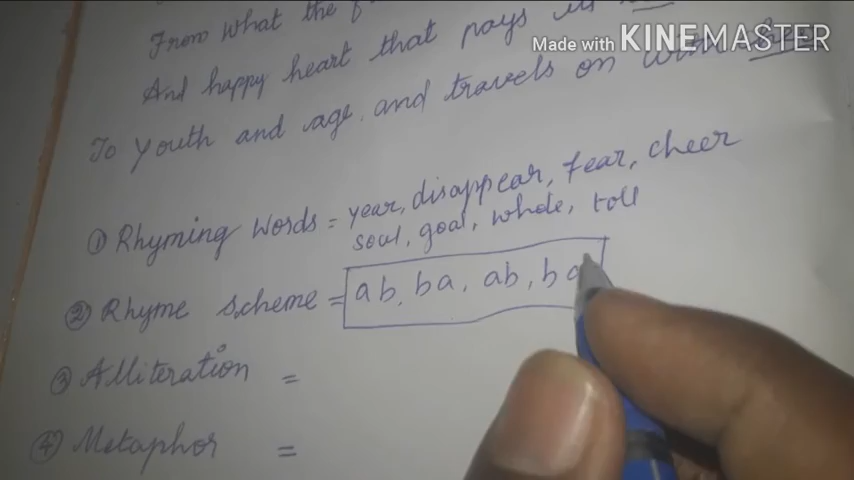 From what the
Made with KINEMASTER
And happy heart that pays its
To youth and age, and travels on with
① Rhyming words = year, disappear, fear, cheer
soul, goal, whole, toll
② Rhyme scheme = ab, ba, ab, ba
③ Alliteration =
④ Metaphor =